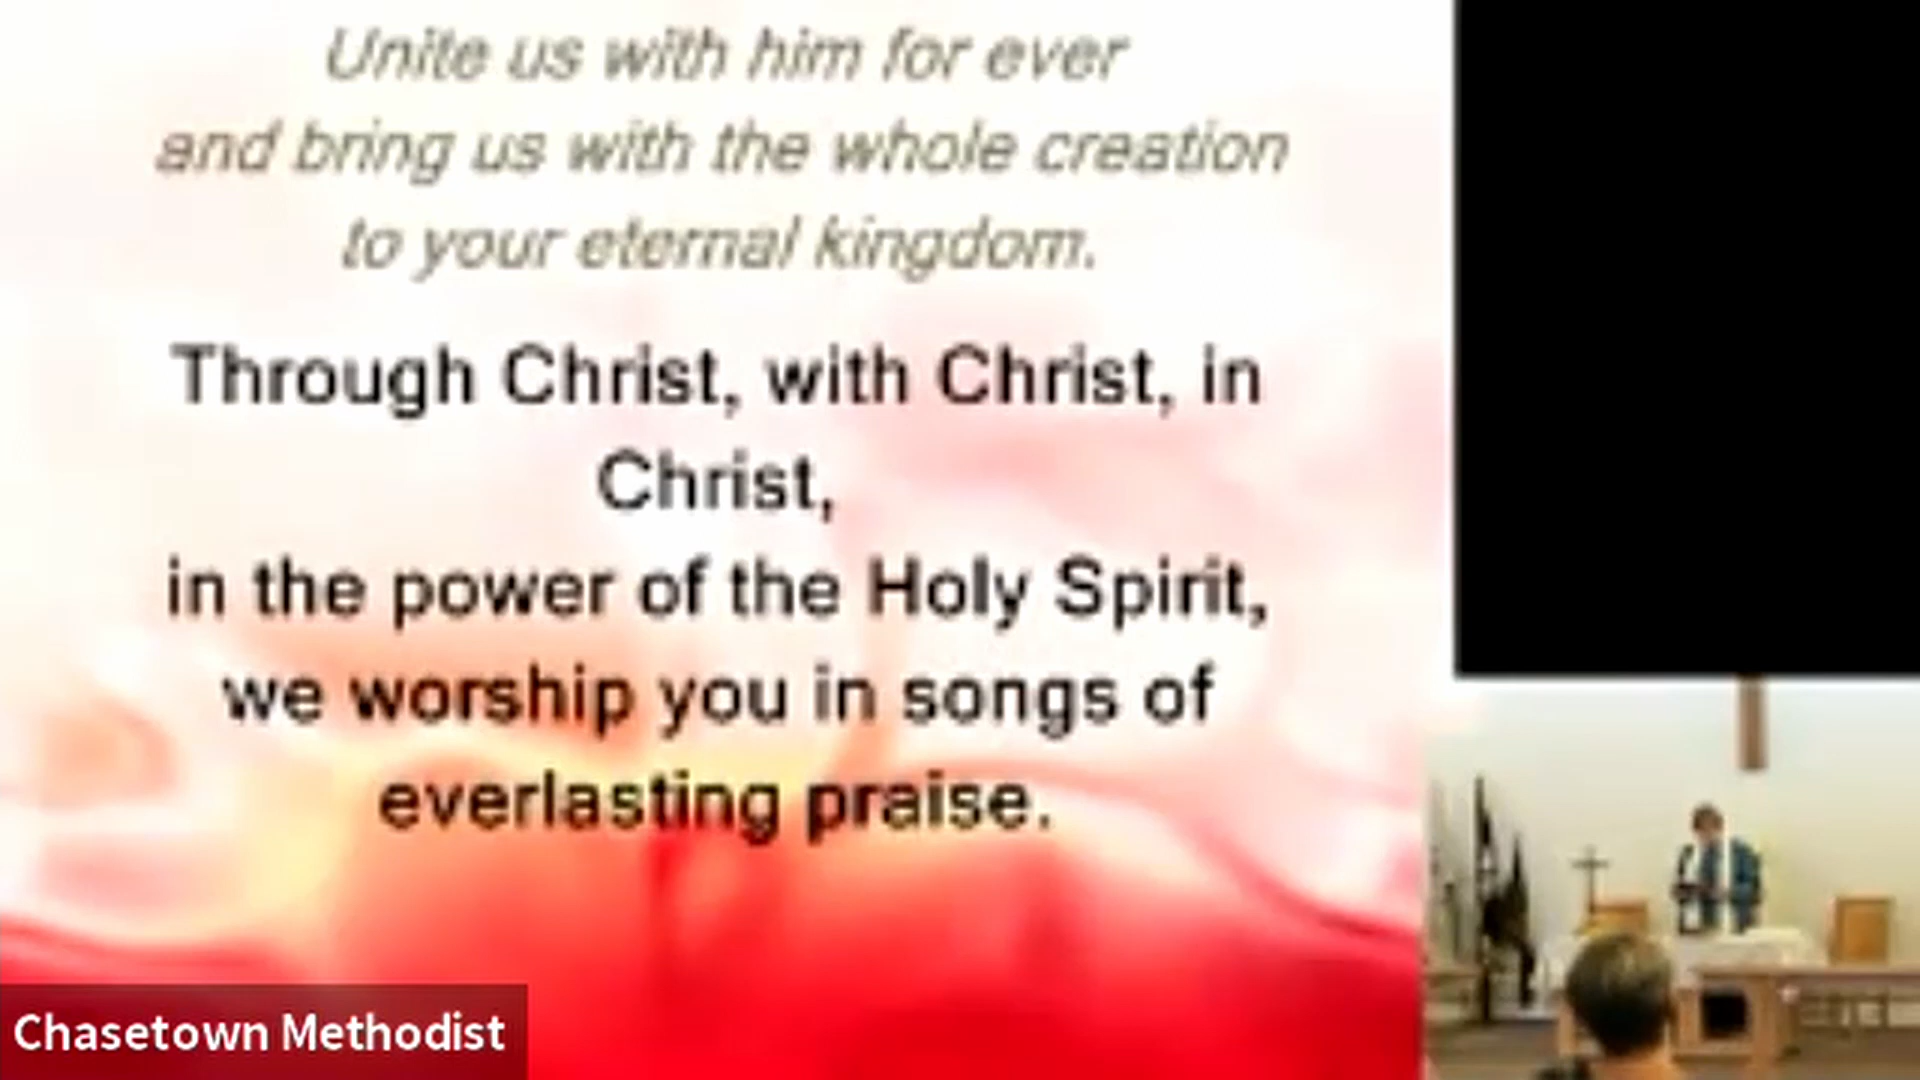 Unite us with him for ever
and bring us with the whole creation
to your eternal kingdom.
Through Christ, with Christ, in
Christ,
in the power of the Holy Spirit,
we worship you in songs of
everlasting praise.
Chasetown Methodist